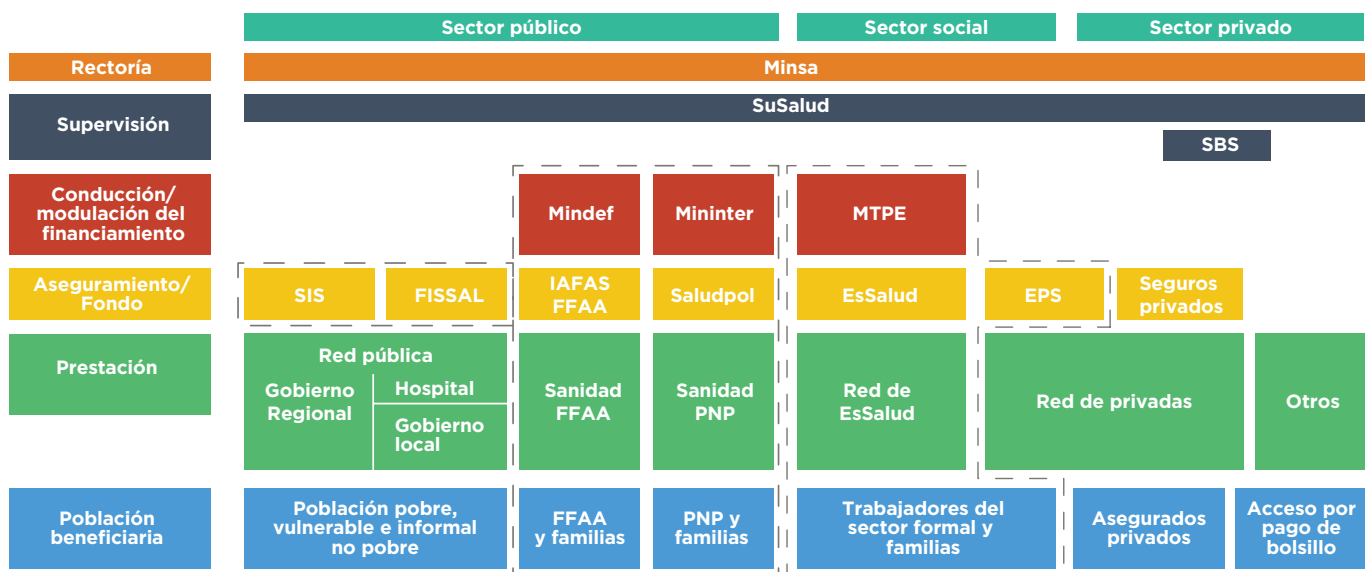 Sector público
Sector social
Sector privado
Rectoría
Minsa
Supervisión
SuSalud
SBS
Conducción/
modulación del
financiamiento
Mindef
Mininter
MTPE
Aseguramiento/
Fondo
SIS
FISSAL
IAFAS
FFAA
Saludpol
EsSalud
EPS
Seguros
privados
Prestación
Red pública
Gobierno
Regional
Hospital
Gobierno
local
Sanidad
FFAA
Sanidad
PNP
Red de
EsSalud
Red de privadas
Otros
Población
beneficiaria
Población pobre,
vulnerable e informal
no pobre
FFAA
y familias
PNP y
familias
Trabajadores del
sector formal y
familias
Asegurados
privados
Acceso por
pago de
bolsillo